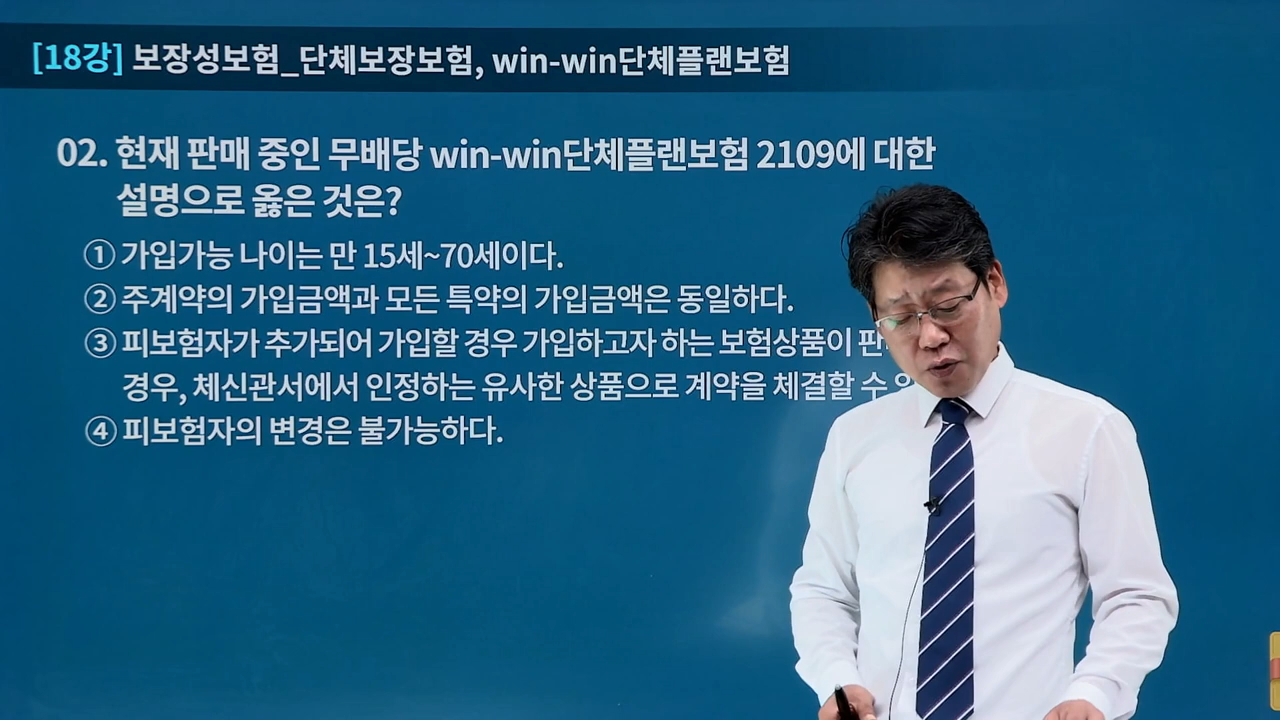 [18강] 보장성보험_단체보장보험, win-win단체플랜보험
02. 현재 판매 중인 무배당 win-win단체플랜보험 2109에 대한
설명으로 옳은 것은?
① 가입가능 나이는 만 15세~70세이다.
② 주계약의 가입금액과 모든 특약의 가입금액은 동일하다.
③ 피보험자가 추가되어 가입할 경우 가입하고자 하는 보험상품이
경우, 체신관서에서 인정하는 유사한 상품으로 계약을 체결할 수
④ 피보험자의 변경은 불가능하다.